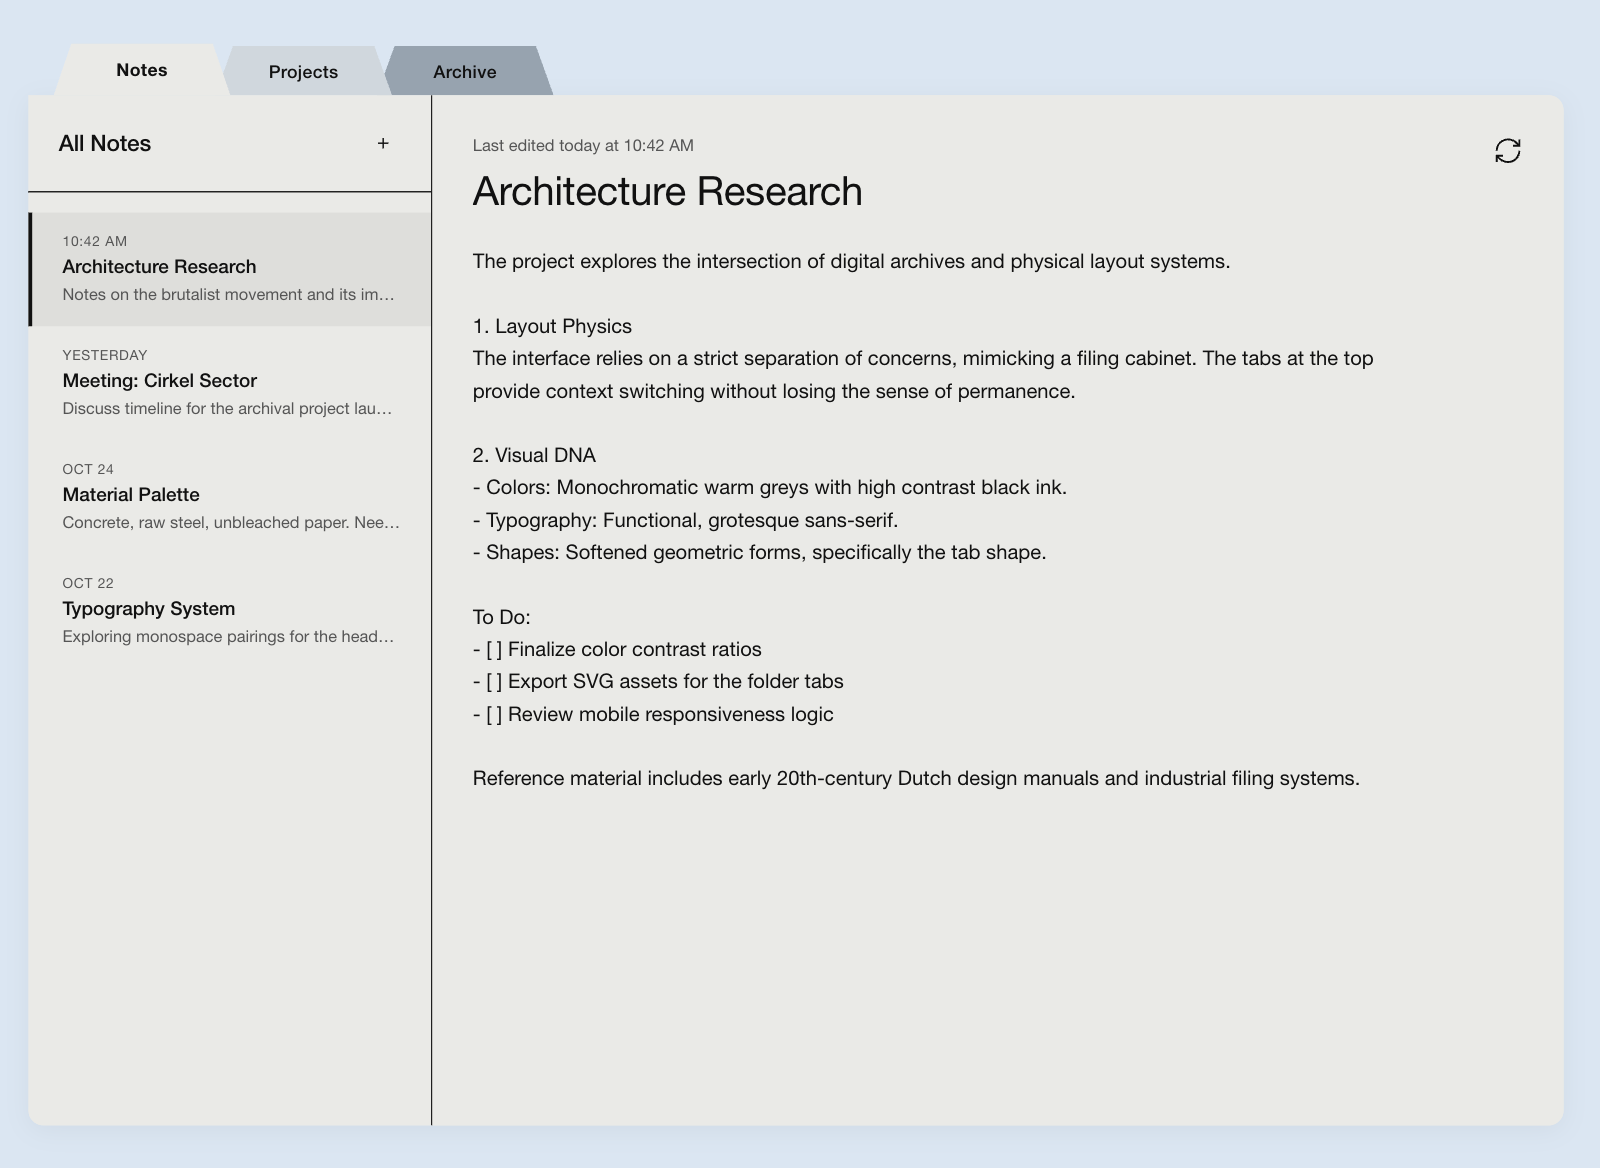 Notes
Projects
Archive
All Notes
+
10:42 AM
Architecture Research
Notes on the brutalist movement and its im…
YESTERDAY
Meeting: Cirkel Sector
Discuss timeline for the archival project lau…
OCT 24
Material Palette
Concrete, raw steel, unbleached paper. Nee…
OCT 22
Typography System
Exploring monospace pairings for the head…
Last edited today at 10:42 AM
Architecture Research
The project explores the intersection of digital archives and physical layout systems.
1. Layout Physics
The interface relies on a strict separation of concerns, mimicking a filing cabinet. The tabs at the top
provide context switching without losing the sense of permanence.
2. Visual DNA
- Colors: Monochromatic warm greys with high contrast black ink.
- Typography: Functional, grotesque sans-serif.
- Shapes: Softened geometric forms, specifically the tab shape.
To Do:
- [ ] Finalize color contrast ratios
- [ ] Export SVG assets for the folder tabs
- [ ] Review mobile responsiveness logic
Reference material includes early 20th-century Dutch design manuals and industrial filing systems.